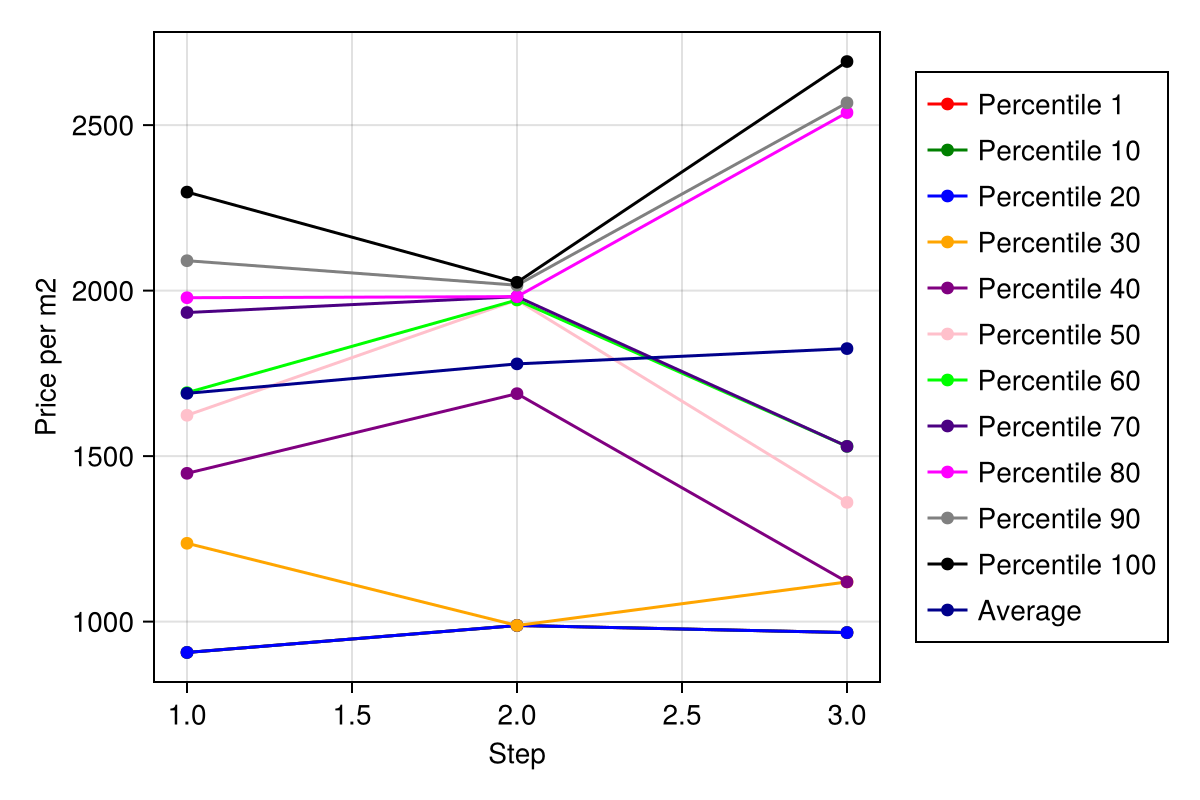 Price per m2
2500
2000
1500
1000
1.0 1.5 2.0 2.5 3.0
Step
Percentile 1
Percentile 10
Percentile 20
Percentile 30
Percentile 40
Percentile 50
Percentile 60
Percentile 70
Percentile 80
Percentile 90
Percentile 100
Average